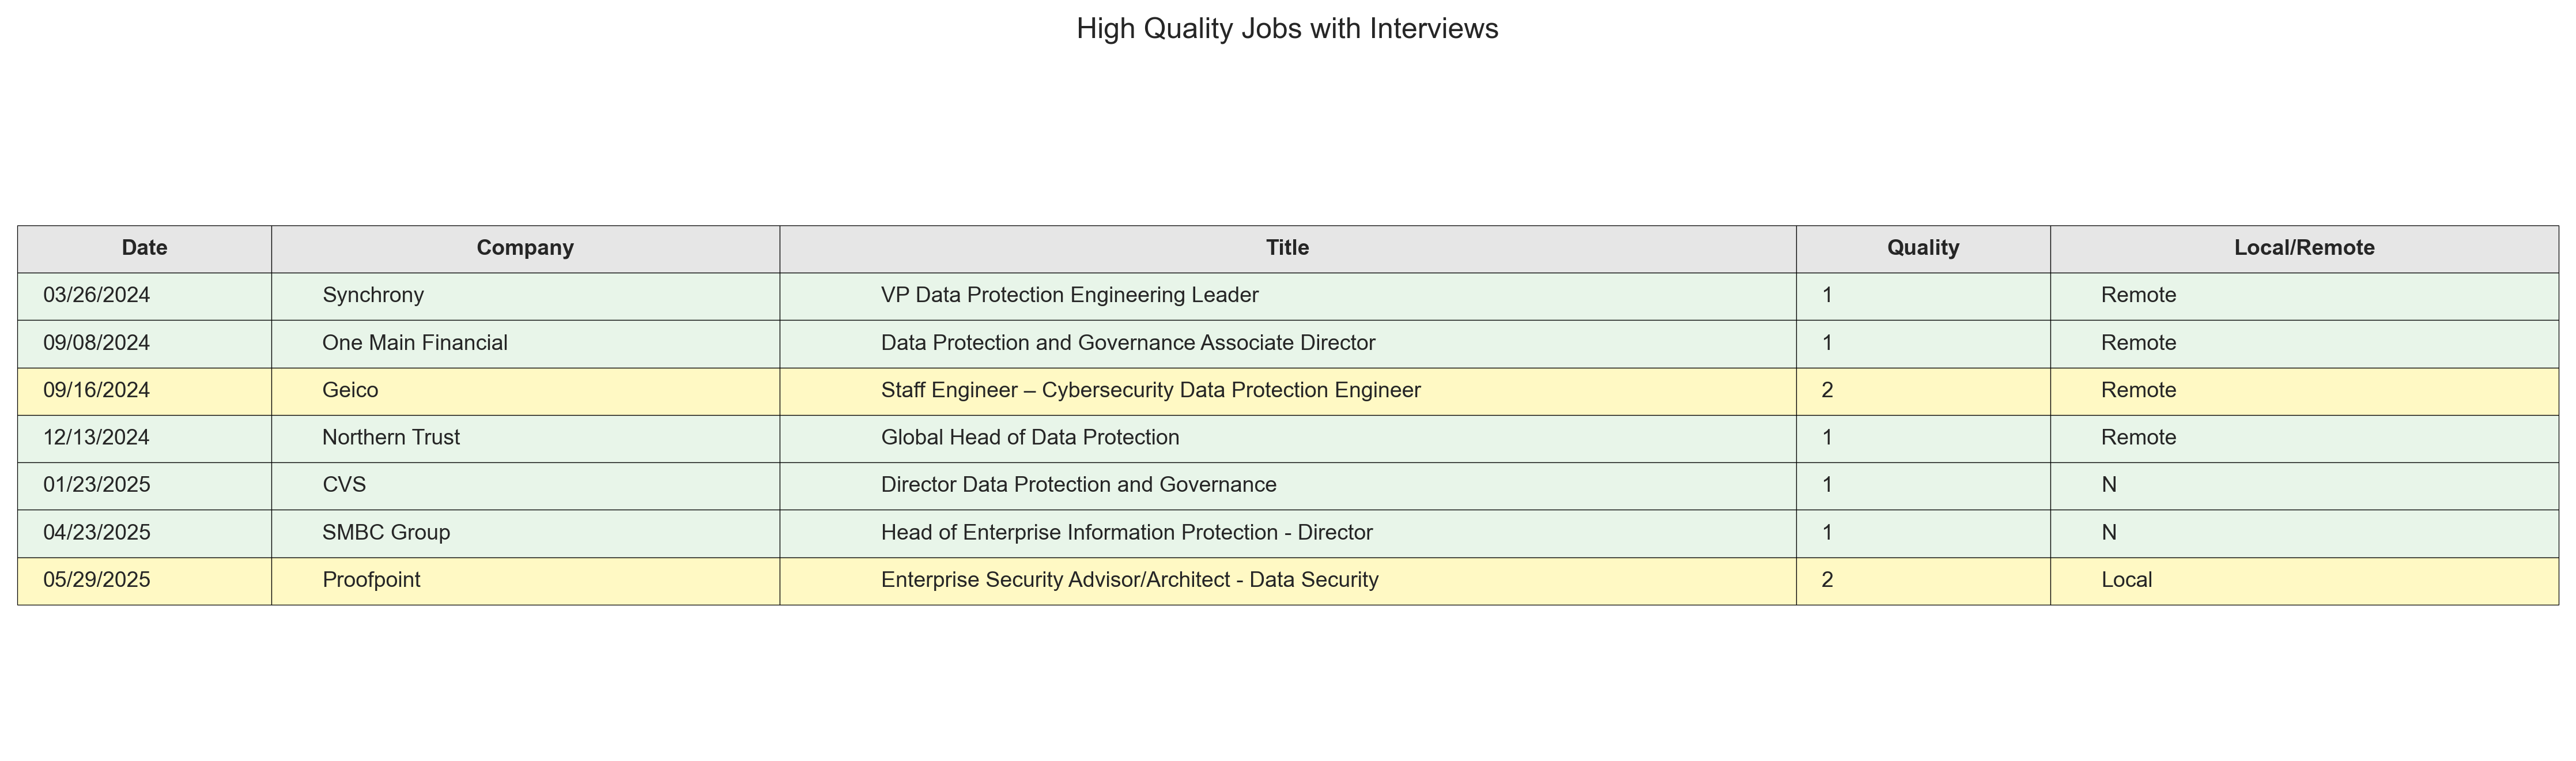 High Quality Jobs with Interviews
Date Company Title Quality Local/Remote
03/26/2024 Synchrony VP Data Protection Engineering Leader 1 Remote
09/08/2024 One Main Financial Data Protection and Governance Associate Director 1 Remote
09/16/2024 Geico Staff Engineer – Cybersecurity Data Protection Engineer 2 Remote
12/13/2024 Northern Trust Global Head of Data Protection 1 Remote
01/23/2025 CVS Director Data Protection and Governance 1 N
04/23/2025 SMBC Group Head of Enterprise Information Protection - Director 1 N
05/29/2025 Proofpoint Enterprise Security Advisor/Architect - Data Security 2 Local